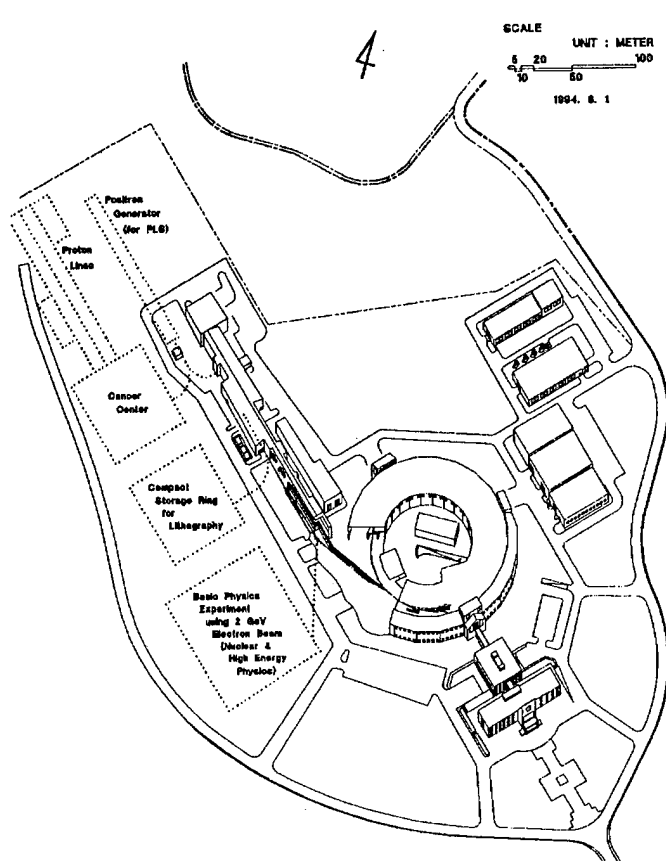 SCALE
UNIT : METER
5 20 100
10 50
1994. 8. 1
Positron
Generator
(for PLS)
Proton
Linac
Cancer
Center
Compact
Storage Ring
for
Lithography
Basic Physics
Experiment
using 2 GeV
Electron Beam
(Nuclear &
High Energy
Physics)